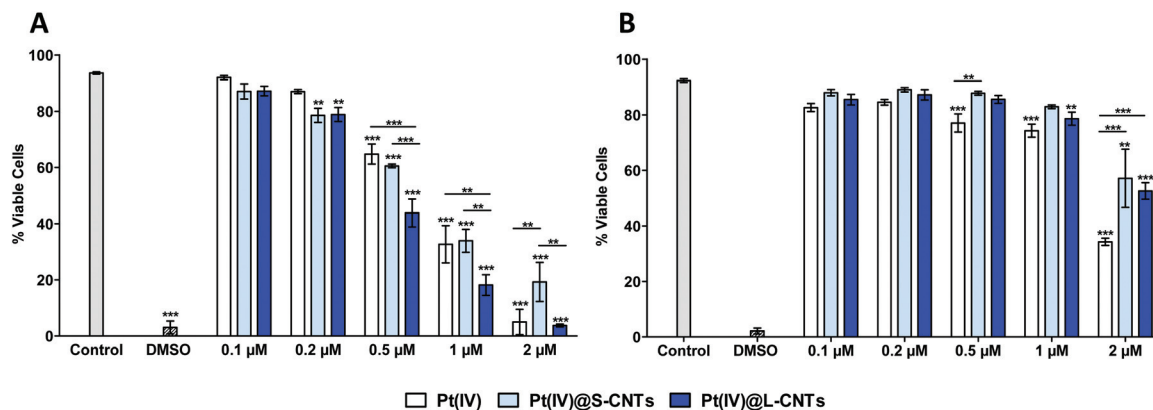 A
% Viable Cells
100
80
60
40
20
0
***
**
**
***
***
***
***
***
**
**
***
***
***
**
**
***
***
***
Control
DMSO
0.1 µM
0.2 µM
0.5 µM
1 µM
2 µM
B
% Viable Cells
100
80
60
40
20
0
**
***
***
**
***
***
**
***
***
Control
DMSO
0.1 µM
0.2 µM
0.5 µM
1 µM
2 µM
Pt(IV)
Pt(IV)@S-CNTs
Pt(IV)@L-CNTs